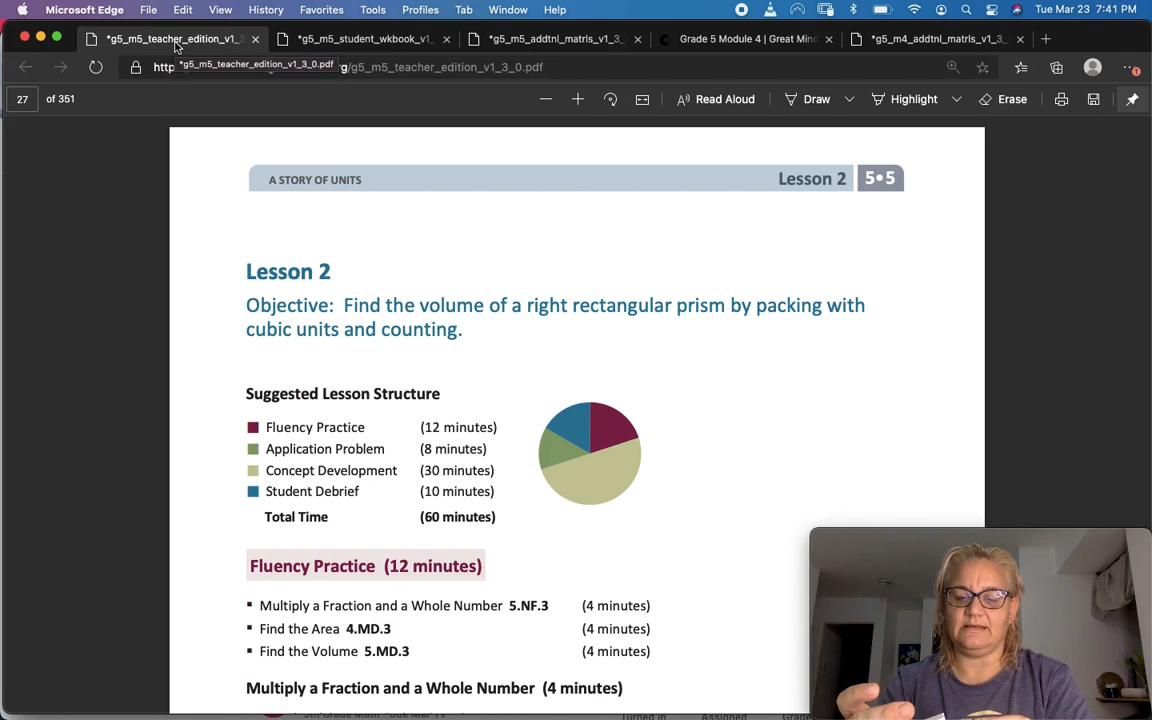 Microsoft Edge File Edit View History Favorites Tools Profiles Tab Window Help Tue Mar 23 7:41 PM
*g5_m5_teacher_edition_v1_3 *g5_m5_student_wkbook_v1_ *g5_m5_addtnl_matrls_v1_3_ Grade 5 Module 4 | Great Min *g5_m4_addtnl_matrls_v1_3_
http g/g5_m5_teacher_edition_v1_3_0.pdf
*g5_m5_teacher_edition_v1_3_0.pdf
27 of 351 Read Aloud Draw Highlight Erase
A STORY OF UNITS Lesson 2 5•5
Lesson 2
Objective: Find the volume of a right rectangular prism by packing with
cubic units and counting.
Suggested Lesson Structure
Fluency Practice (12 minutes)
Application Problem (8 minutes)
Concept Development (30 minutes)
Student Debrief (10 minutes)
Total Time (60 minutes)
Fluency Practice (12 minutes)
▪ Multiply a Fraction and a Whole Number 5.NF.3 (4 minutes)
▪ Find the Area 4.MD.3 (4 minutes)
▪ Find the Volume 5.MD.3 (4 minutes)
Multiply a Fraction and a Whole Number (4 minutes)